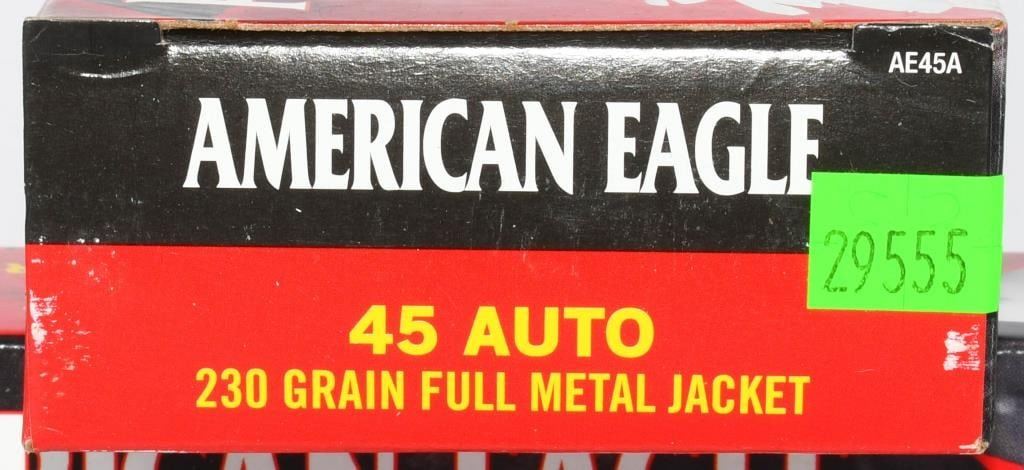 AE45A
AMERICAN EAGLE
29555
45 AUTO
230 GRAIN FULL METAL JACKET